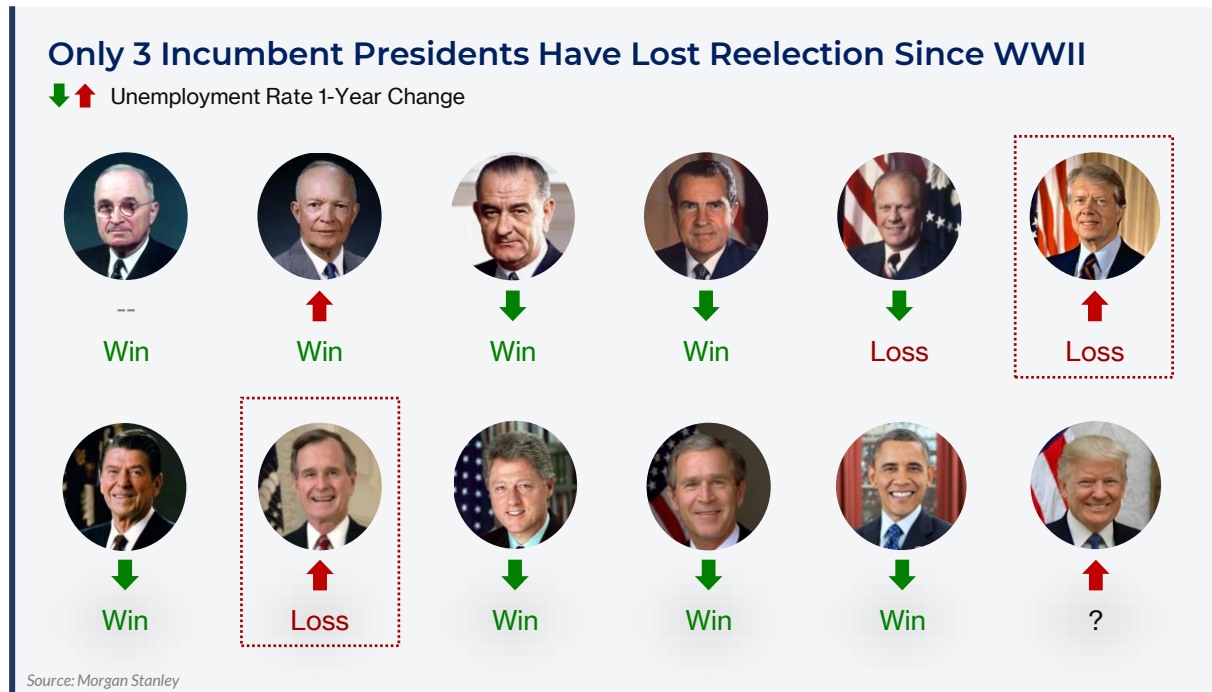 Only 3 Incumbent Presidents Have Lost Reelection Since WWII
Unemployment Rate 1-Year Change
--
Win Win Win Win Loss Loss
Win Loss Win Win Win ?
Source: Morgan Stanley